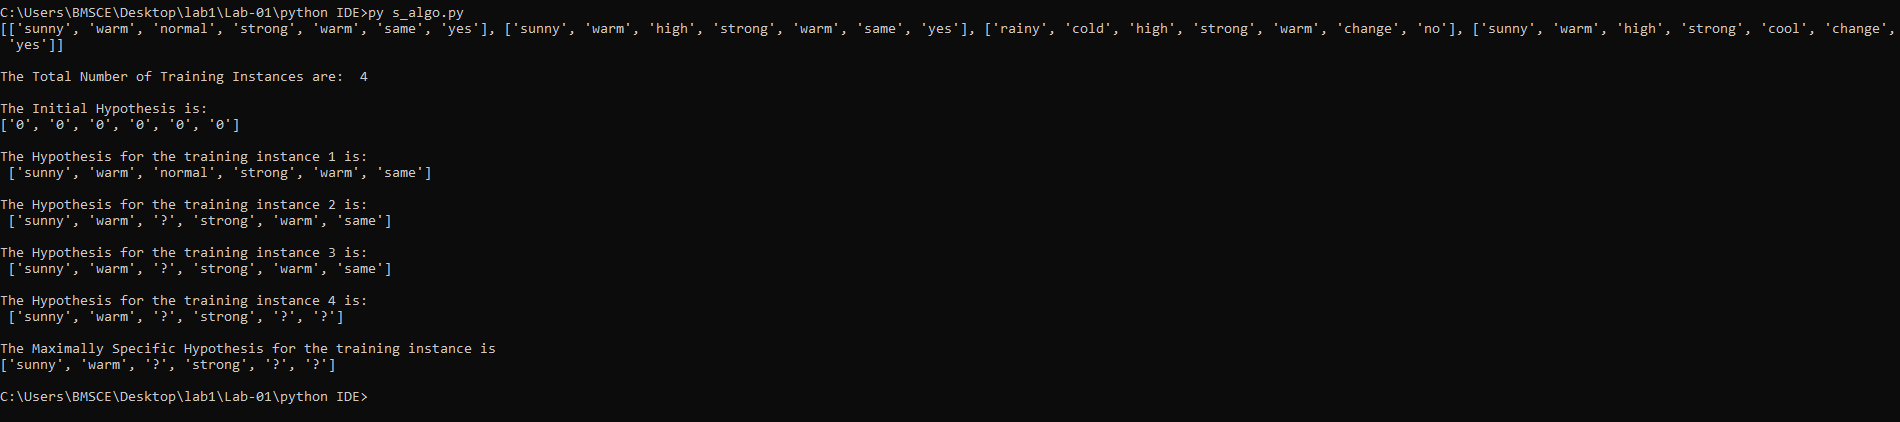 C:\Users\BMSCE\Desktop\lab1\Lab-01\python IDE>py s_algo.py
[['sunny', 'warm', 'normal', 'strong', 'warm', 'same', 'yes'], ['sunny', 'warm', 'high', 'strong', 'warm', 'same', 'yes'], ['rainy', 'cold', 'high', 'strong', 'warm', 'change', 'no'], ['sunny', 'warm', 'high', 'strong', 'cool', 'change',
 'yes']]
The Total Number of Training Instances are:  4
The Initial Hypothesis is:
['0', '0', '0', '0', '0', '0']
The Hypothesis for the training instance 1 is:
 ['sunny', 'warm', 'normal', 'strong', 'warm', 'same']
The Hypothesis for the training instance 2 is:
 ['sunny', 'warm', '?', 'strong', 'warm', 'same']
The Hypothesis for the training instance 3 is:
 ['sunny', 'warm', '?', 'strong', 'warm', 'same']
The Hypothesis for the training instance 4 is:
 ['sunny', 'warm', '?', 'strong', '?', '?']
The Maximally Specific Hypothesis for the training instance is
['sunny', 'warm', '?', 'strong', '?', '?']
C:\Users\BMSCE\Desktop\lab1\Lab-01\python IDE>